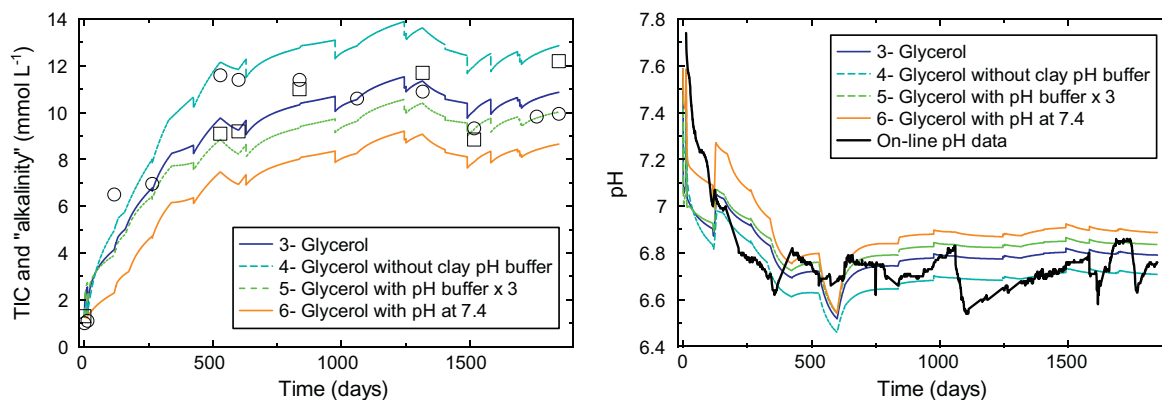 14
12
10
8
6
4
2
0
TIC and "alkalinity" (mmol L-1)
3- Glycerol
4- Glycerol without clay pH buffer
5- Glycerol with pH buffer x 3
6- Glycerol with pH at 7.4
0 500 1000 1500
Time (days)
7.8
7.6
7.4
7.2
7
6.8
6.6
6.4
pH
3- Glycerol
4- Glycerol without clay pH buffer
5- Glycerol with pH buffer x 3
6- Glycerol with pH at 7.4
On-line pH data
0 500 1000 1500
Time (days)